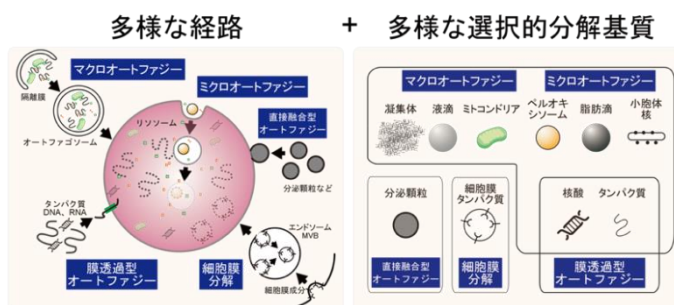 多様な経路 + 多様な選択的分解基質
マクロオートファジー
隔離膜
オートファゴソーム
ミクロオートファジー
リソソーム
直接融合型
オートファジー
分泌顆粒など
タンパク質
DNA、RNA
膜透過型
オートファジー
細胞膜
分解
エンドソーム
MVB
細胞膜成分
マクロオートファジー
ミクロオートファジー
凝集体
液滴
ミトコンドリア
ペルオキ
シソーム
脂肪滴
小胞体
核
分泌顆粒
直接融合型
オートファジー
細胞膜
タンパク質
細胞膜
分解
核酸
タンパク質
膜透過型
オートファジー